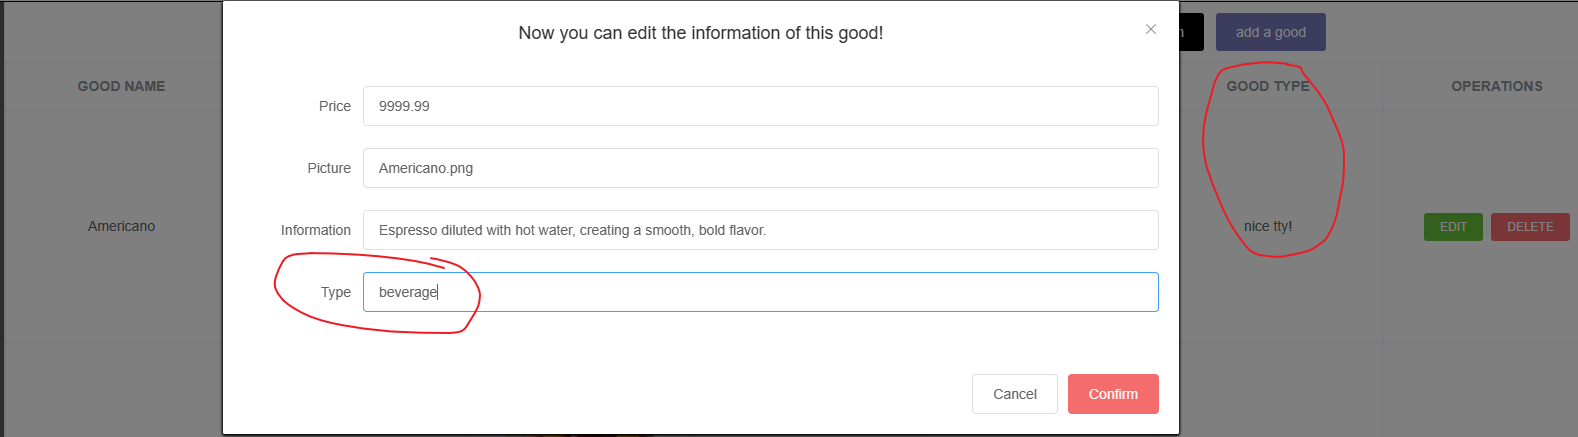 Now you can edit the information of this good!
n
add a good
GOOD NAME
GOOD TYPE
OPERATIONS
Price
9999.99
Picture
Americano.png
Americano
Information
Espresso diluted with hot water, creating a smooth, bold flavor.
nice tty!
EDIT
DELETE
Type
beverage
Cancel
Confirm